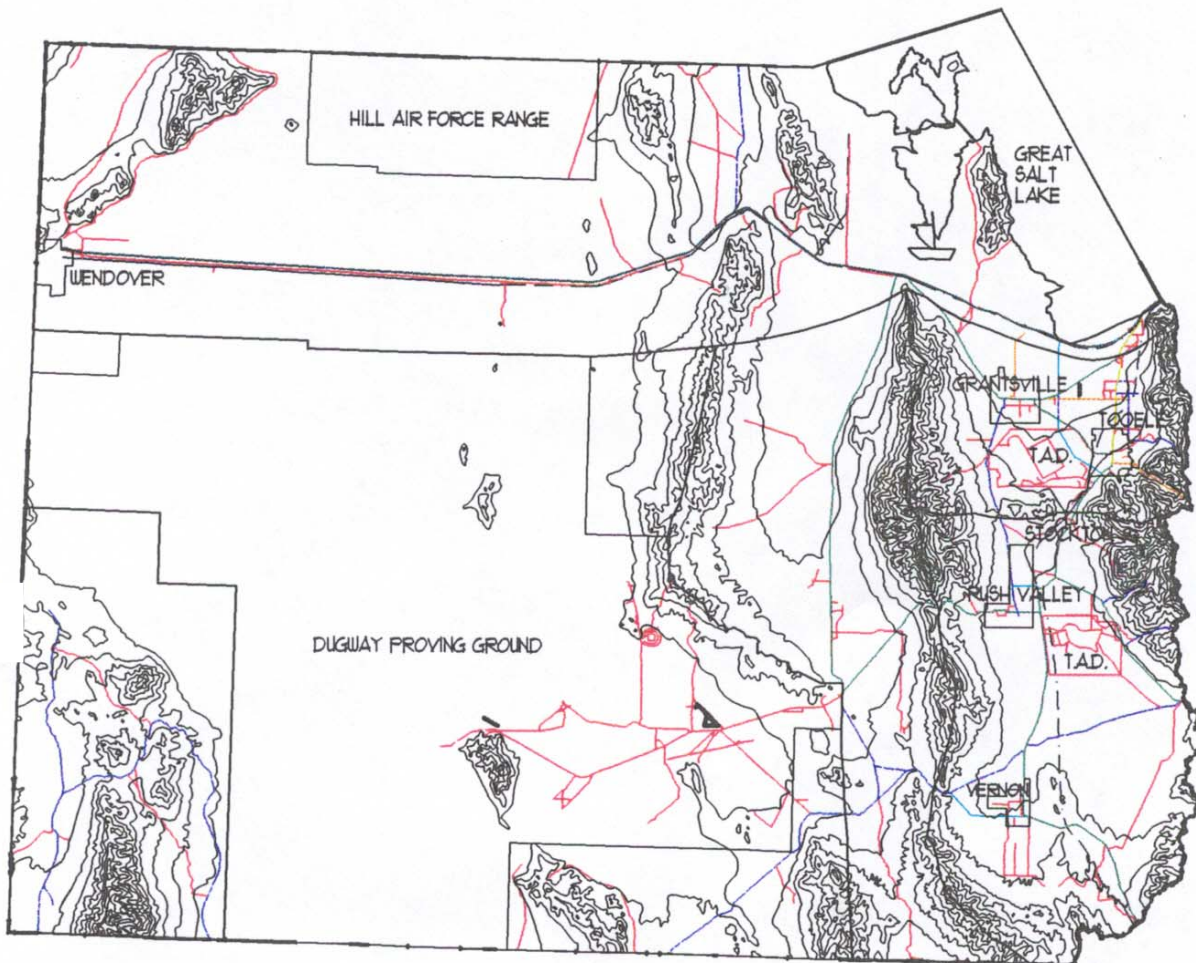 HILL AIR FORCE RANGE
GREAT
SALT
LAKE
WENDOVER
GRANTSVILLE
TOOELE
T.A.D.
STOCKTON
RUSH VALLEY
DUGWAY PROVING GROUND
T.A.D.
VERNON